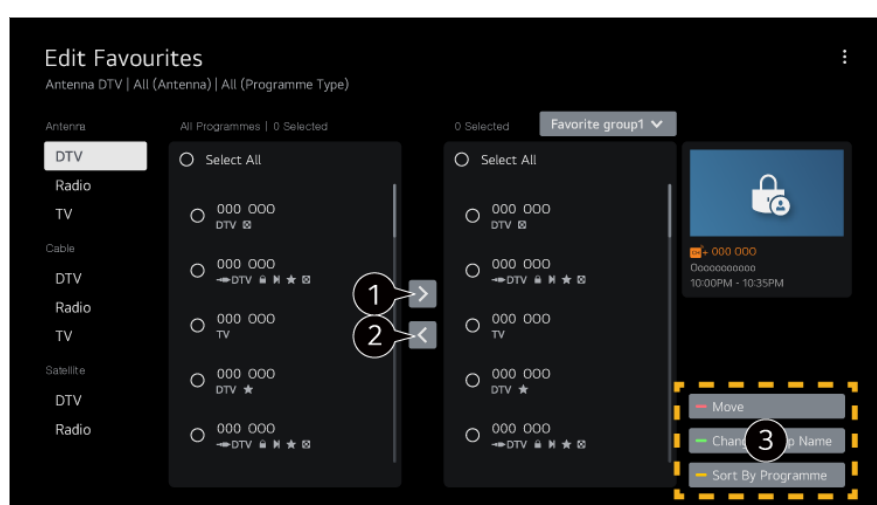 Edit Favourites
Antenna DTV | All (Antenna) | All (Programme Type)
Antenna
DTV
Radio
TV
Cable
DTV
Radio
TV
Satellite
DTV
Radio
All Programmes | 0 Selected
Select All
000 000
DTV
000 000
DTV
000 000
TV
000 000
DTV
000 000
DTV
1
2
0 Selected
Favorite group1
Select All
000 000
DTV
000 000
DTV
000 000
TV
000 000
DTV
000 000
DTV
+ 000 000
Ooooooooooo
10:00PM - 10:35PM
Move
3
Name
Sort By Programme